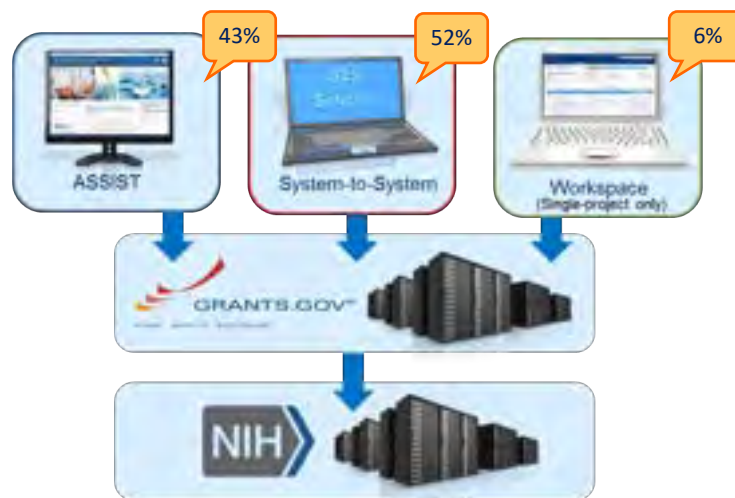 43%
52%
6%
ASSIST
System-to-System
Workspace
(Single-project only)
GRANTS.GOV
NIH